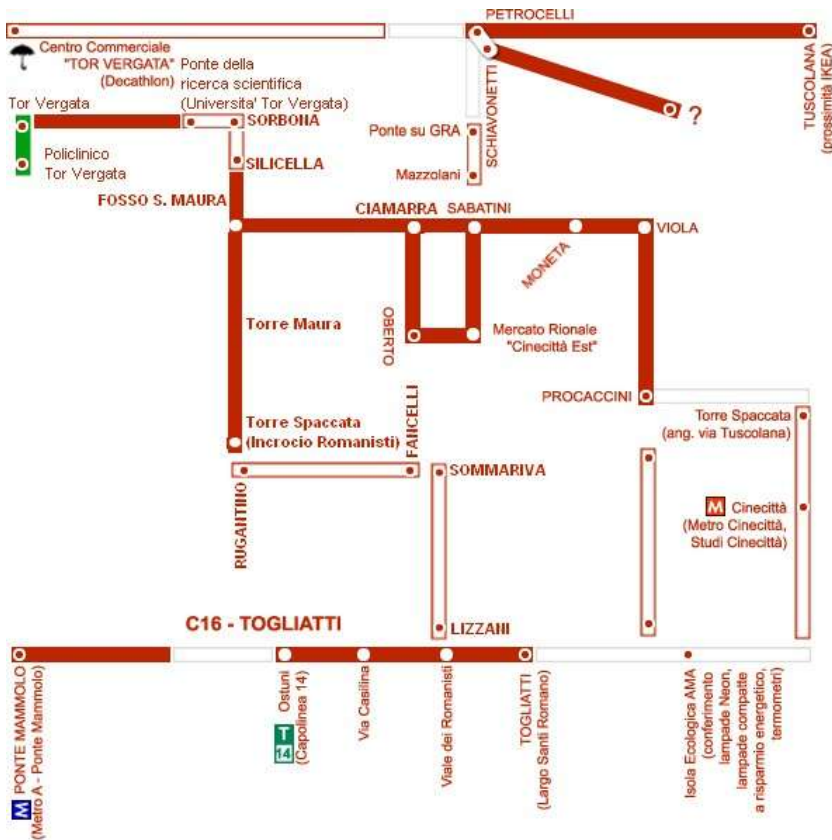 PETROCELLI
Centro Commerciale
"TOR VERGATA"
(Decathlon)
Ponte della
ricerca scientifica
(Universita' Tor Vergata)
TUSCOLANA
(prossimità IKEA)
Tor Vergata
SORBONA
Ponte su GRA
SCHIAVONETTI
?
Policlinico
Tor Vergata
SILICELLA
Mazzolani
FOSSO S. MAURA
CIAMARRA
SABATINI
VIOLA
MONETA
Torre Maura
OBERTO
Mercato Rionale
"Cinecittà Est"
PROCACCINI
Torre Spaccata
(Incrocio Romanisti)
FANCELLI
Torre Spaccata
(ang. via Tuscolana)
RUGANTINO
SOMMARIVA
M Cinecittà
(Metro Cinecittà,
Studi Cinecittà)
C16 - TOGLIATTI
LIZZANI
M PONTE MAMMOLO
(Metro A - Ponte Mammolo)
T
14
Ostuni
(Capolinea 14)
Via Casilina
Viale dei Romanisti
TOGLIATTI
(Largo Santi Romano)
Isola Ecologica AMA
(conferimento
lampade Neon,
lampade compatte
a risparmio energetico,
termometri)